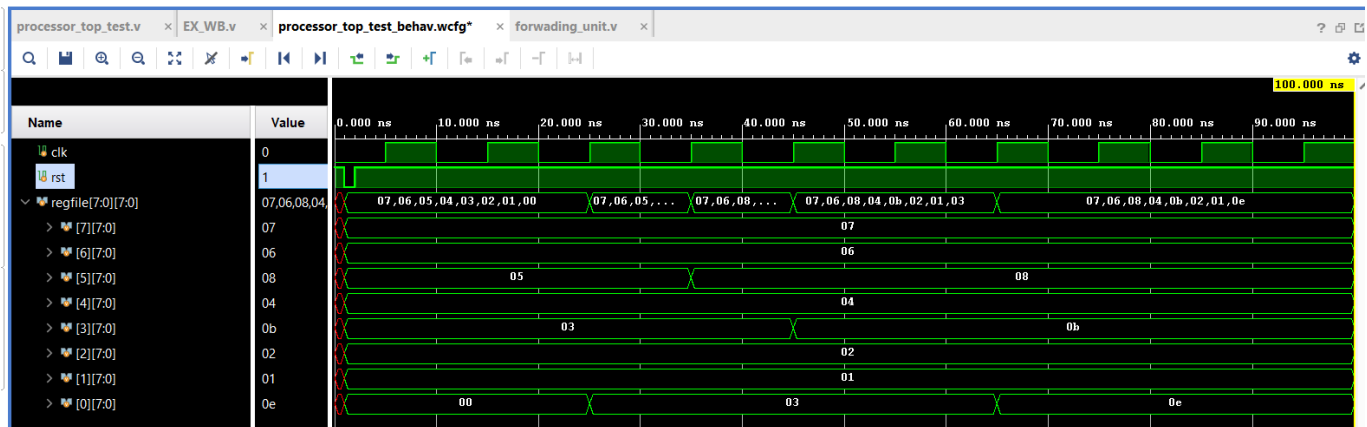 processor_top_test.v × EX_WB.v × processor_top_test_behav.wcfg* × forwading_unit.v × ?
100.000 ns
Name Value 0.000 ns 10.000 ns 20.000 ns 30.000 ns 40.000 ns 50.000 ns 60.000 ns 70.000 ns 80.000 ns 90.000 ns
clk 0
rst 1
regfile[7:0][7:0] 07,06,08,04, 07,06,05,04,03,02,01,00 07,06,05,... 07,06,08,... 07,06,08,04,0b,02,01,03 07,06,08,04,0b,02,01,0e
[7][7:0] 07 07
[6][7:0] 06 06
[5][7:0] 08 05 08
[4][7:0] 04 04
[3][7:0] 0b 03 0b
[2][7:0] 02 02
[1][7:0] 01 01
[0][7:0] 0e 00 03 0e